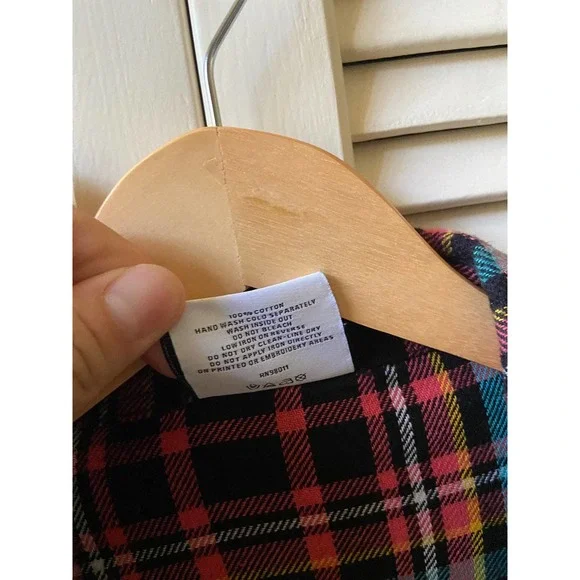 100% COTTON
HAND WASH COLD SEPARATELY
WASH INSIDE OUT
DO NOT BLEACH
LOW IRON ON REVERSE
DO NOT DRY CLEAN-LINE DRY
DO NOT APPLY IRON DIRECTLY
ON PRINTED OR EMBROIDERY AREAS
RN98011